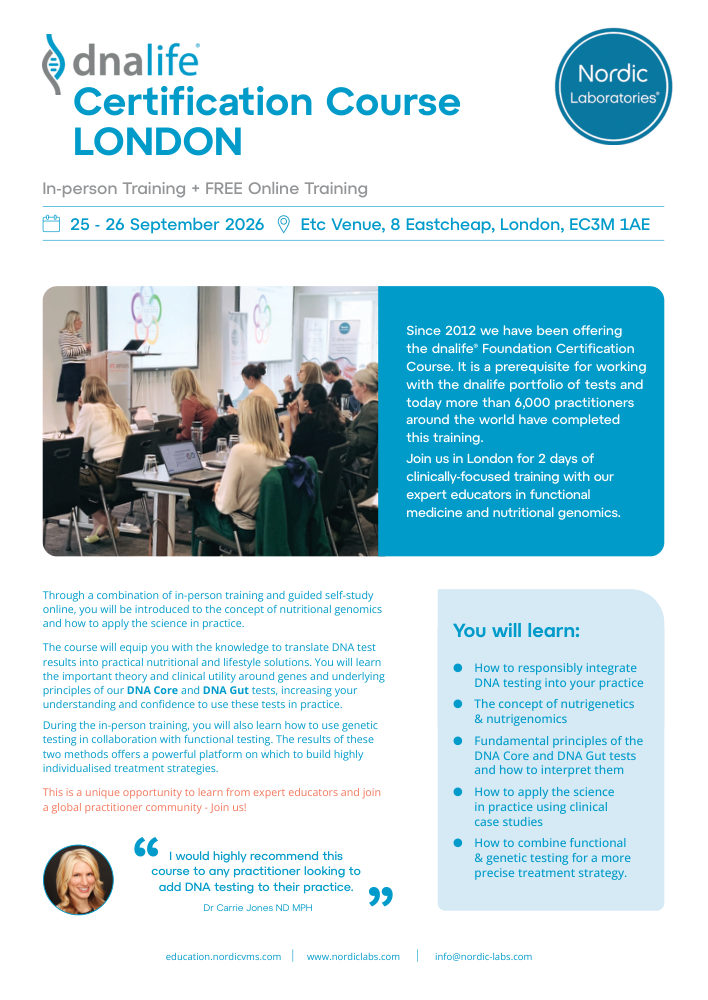 dnalife®
Certification Course
LONDON
Nordic
Laboratories®
In-person Training + FREE Online Training
25 - 26 September 2026
Etc Venue, 8 Eastcheap, London, EC3M 1AE
Since 2012 we have been offering
the dnalife® Foundation Certification
Course. It is a prerequisite for working
with the dnalife portfolio of tests and
today more than 6,000 practitioners
around the world have completed
this training.
Join us in London for 2 days of
clinically-focused training with our
expert educators in functional
medicine and nutritional genomics.
Through a combination of in-person training and guided self-study
online, you will be introduced to the concept of nutritional genomics
and how to apply the science in practice.
The course will equip you with the knowledge to translate DNA test
results into practical nutritional and lifestyle solutions. You will learn
the important theory and clinical utility around genes and underlying
principles of our DNA Core and DNA Gut tests, increasing your
understanding and confidence to use these tests in practice.
During the in-person training, you will also learn how to use genetic
testing in collaboration with functional testing. The results of these
two methods offers a powerful platform on which to build highly
individualised treatment strategies.
This is a unique opportunity to learn from expert educators and join
a global practitioner community - Join us!
“ I would highly recommend this
course to any practitioner looking to
add DNA testing to their practice. ”
Dr Carrie Jones ND MPH
You will learn:
● How to responsibly integrate
DNA testing into your practice
● The concept of nutrigenetics
& nutrigenomics
● Fundamental principles of the
DNA Core and DNA Gut tests
and how to interpret them
● How to apply the science
in practice using clinical
case studies
● How to combine functional
& genetic testing for a more
precise treatment strategy.
education.nordicvms.com | www.nordiclabs.com | info@nordic-labs.com